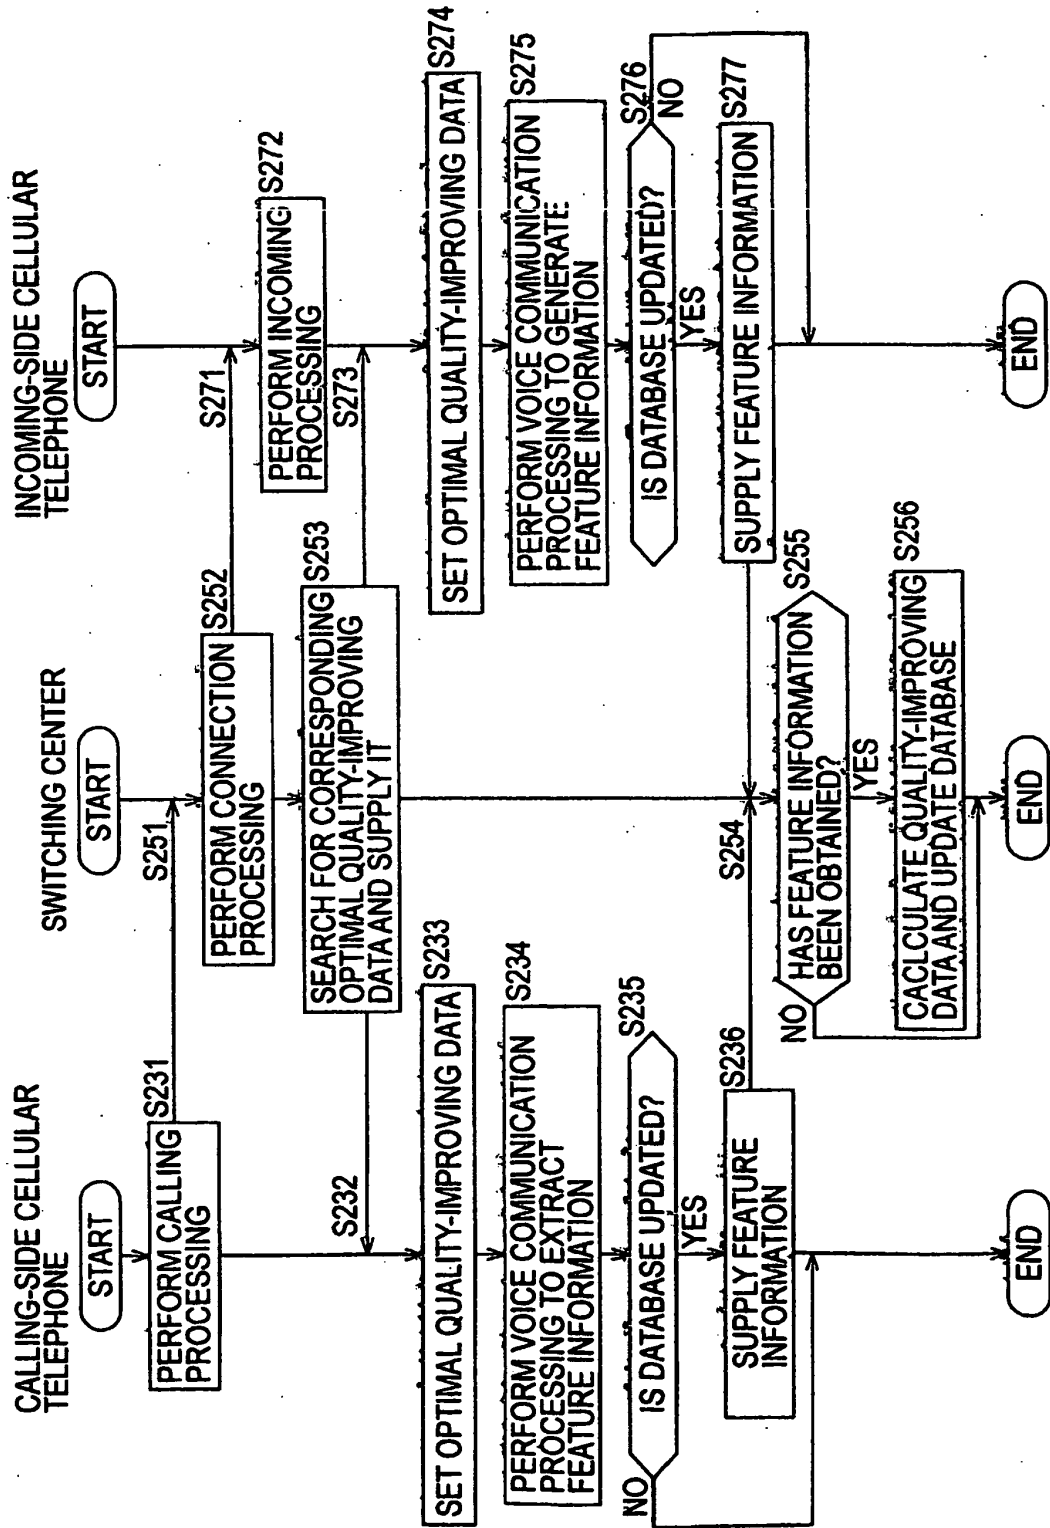 CALLING-SIDE CELLULAR
TELEPHONE
START
S231
PERFORM CALLING
PROCESSING
S232
S233
SET OPTIMAL QUALITY-IMPROVING DATA
S234
PERFORM VOICE COMMUNICATION
PROCESSING TO EXTRACT
FEATURE INFORMATION
S235
IS DATABASE UPDATED?
NO
YES
S236
SUPPLY FEATURE
INFORMATION
END
SWITCHING CENTER
START
S251
S252
PERFORM CONNECTION
PROCESSING
S253
SEARCH FOR CORRESPONDING
OPTIMAL QUALITY-IMPROVING
DATA AND SUPPLY IT
S254
S255
HAS FEATURE INFORMATION
BEEN OBTAINED?
NO
YES
S256
CACLCULATE QUALITY-IMPROVING
DATA AND UPDATE DATABASE
END
INCOMING-SIDE CELLULAR
TELEPHONE
START
S271
S272
PERFORM INCOMING
PROCESSING
S273
S274
SET OPTIMAL QUALITY-IMPROVING DATA
S275
PERFORM VOICE COMMUNICATION
PROCESSING TO GENERATE
FEATURE INFORMATION
S276
IS DATABASE UPDATED?
NO
YES
S277
SUPPLY FEATURE INFORMATION
END